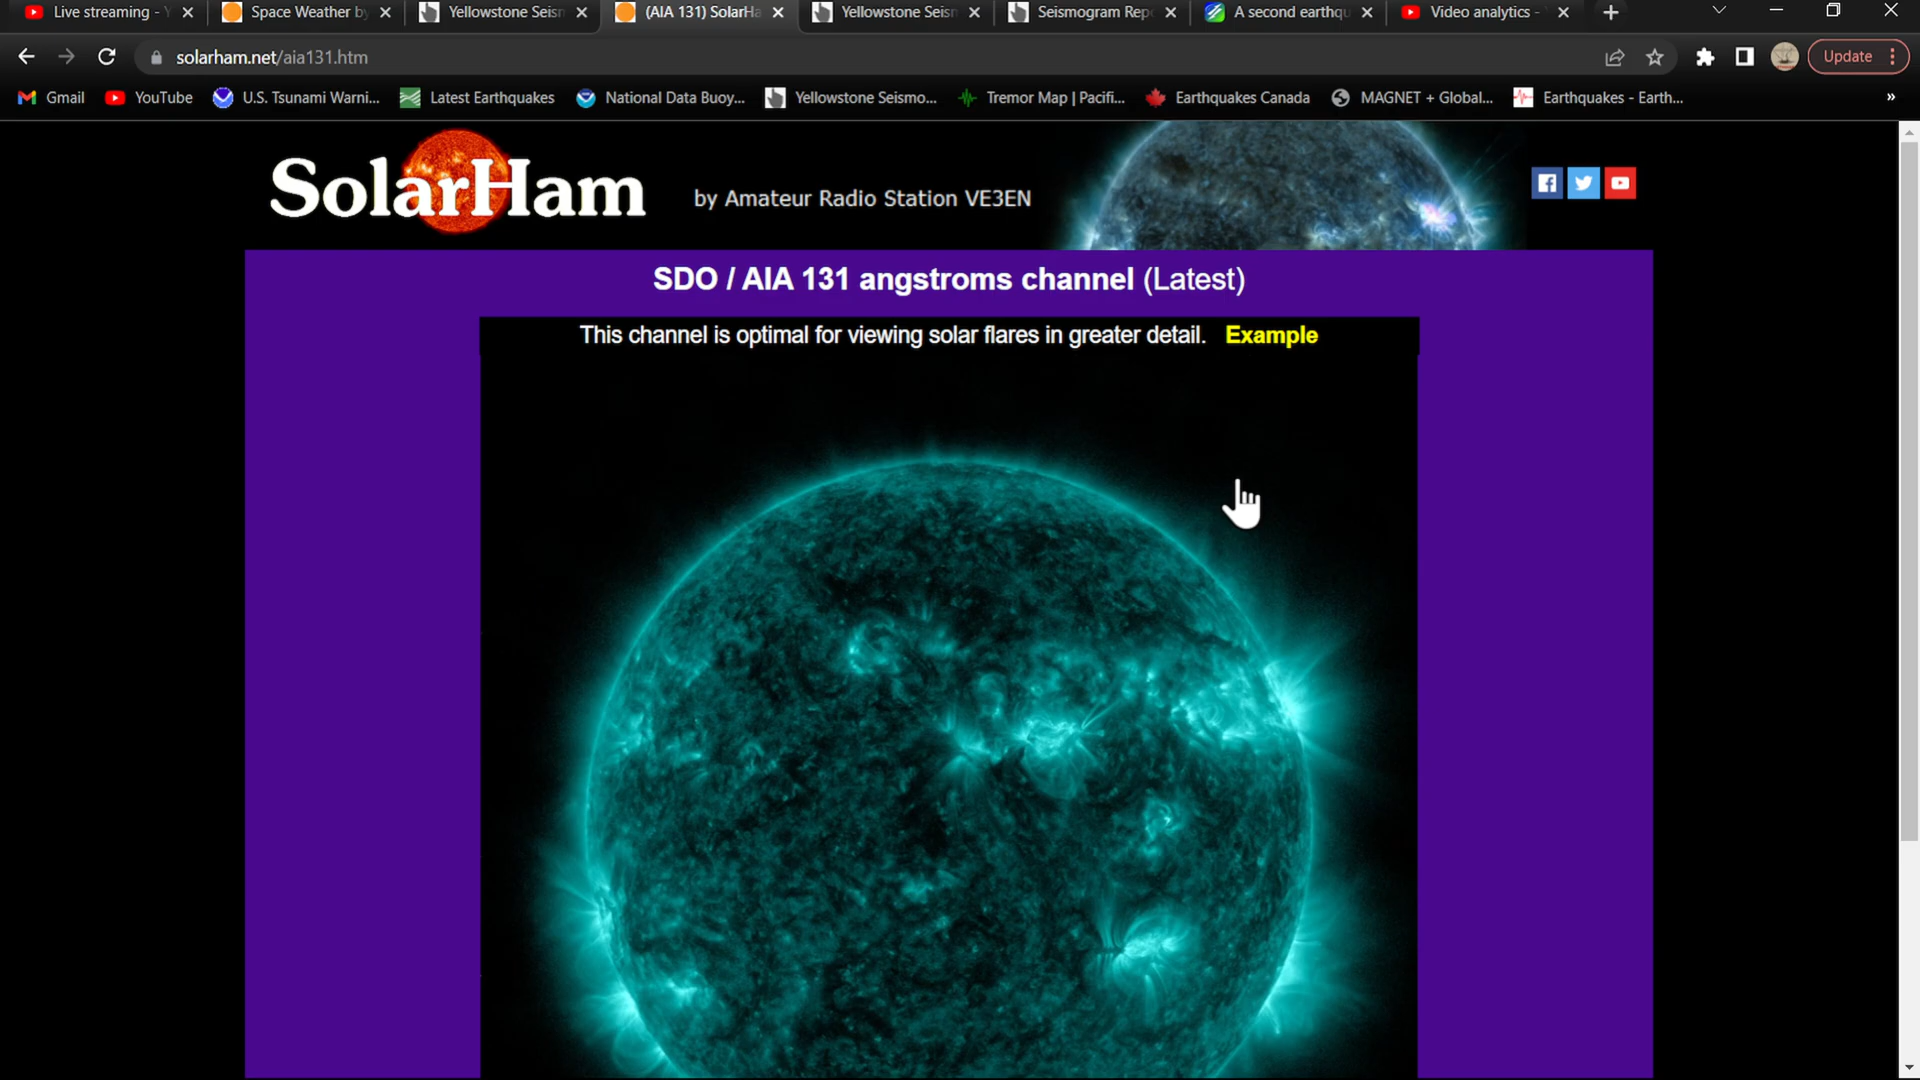 Live streaming - Y
Space Weather by
Yellowstone Seisn
(AIA 131) SolarHa
Yellowstone Seisn
Seismogram Repo
A second earthqu
Video analytics -
solarham.net/aia131.htm
Update
Gmail
YouTube
U.S. Tsunami Warni...
Latest Earthquakes
National Data Buoy...
Yellowstone Seismo...
Tremor Map | Pacifi...
Earthquakes Canada
MAGNET + Global...
Earthquakes - Earth...
»
SolarHam
by Amateur Radio Station VE3EN
SDO / AIA 131 angstroms channel (Latest)
This channel is optimal for viewing solar flares in greater detail. Example